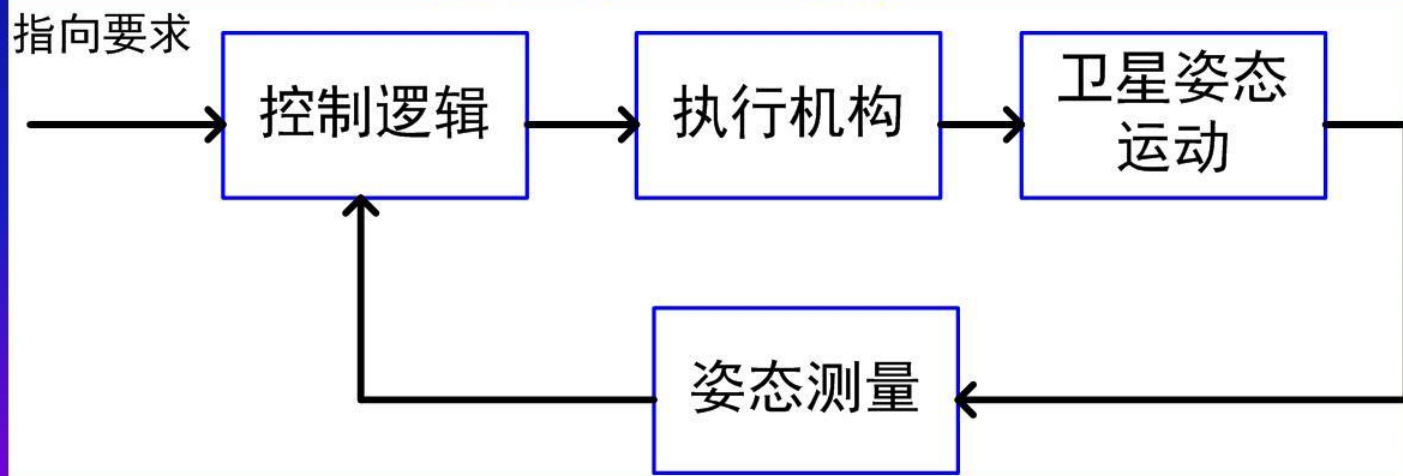 指向要求
控制逻辑
执行机构
卫星姿态
运动
姿态测量